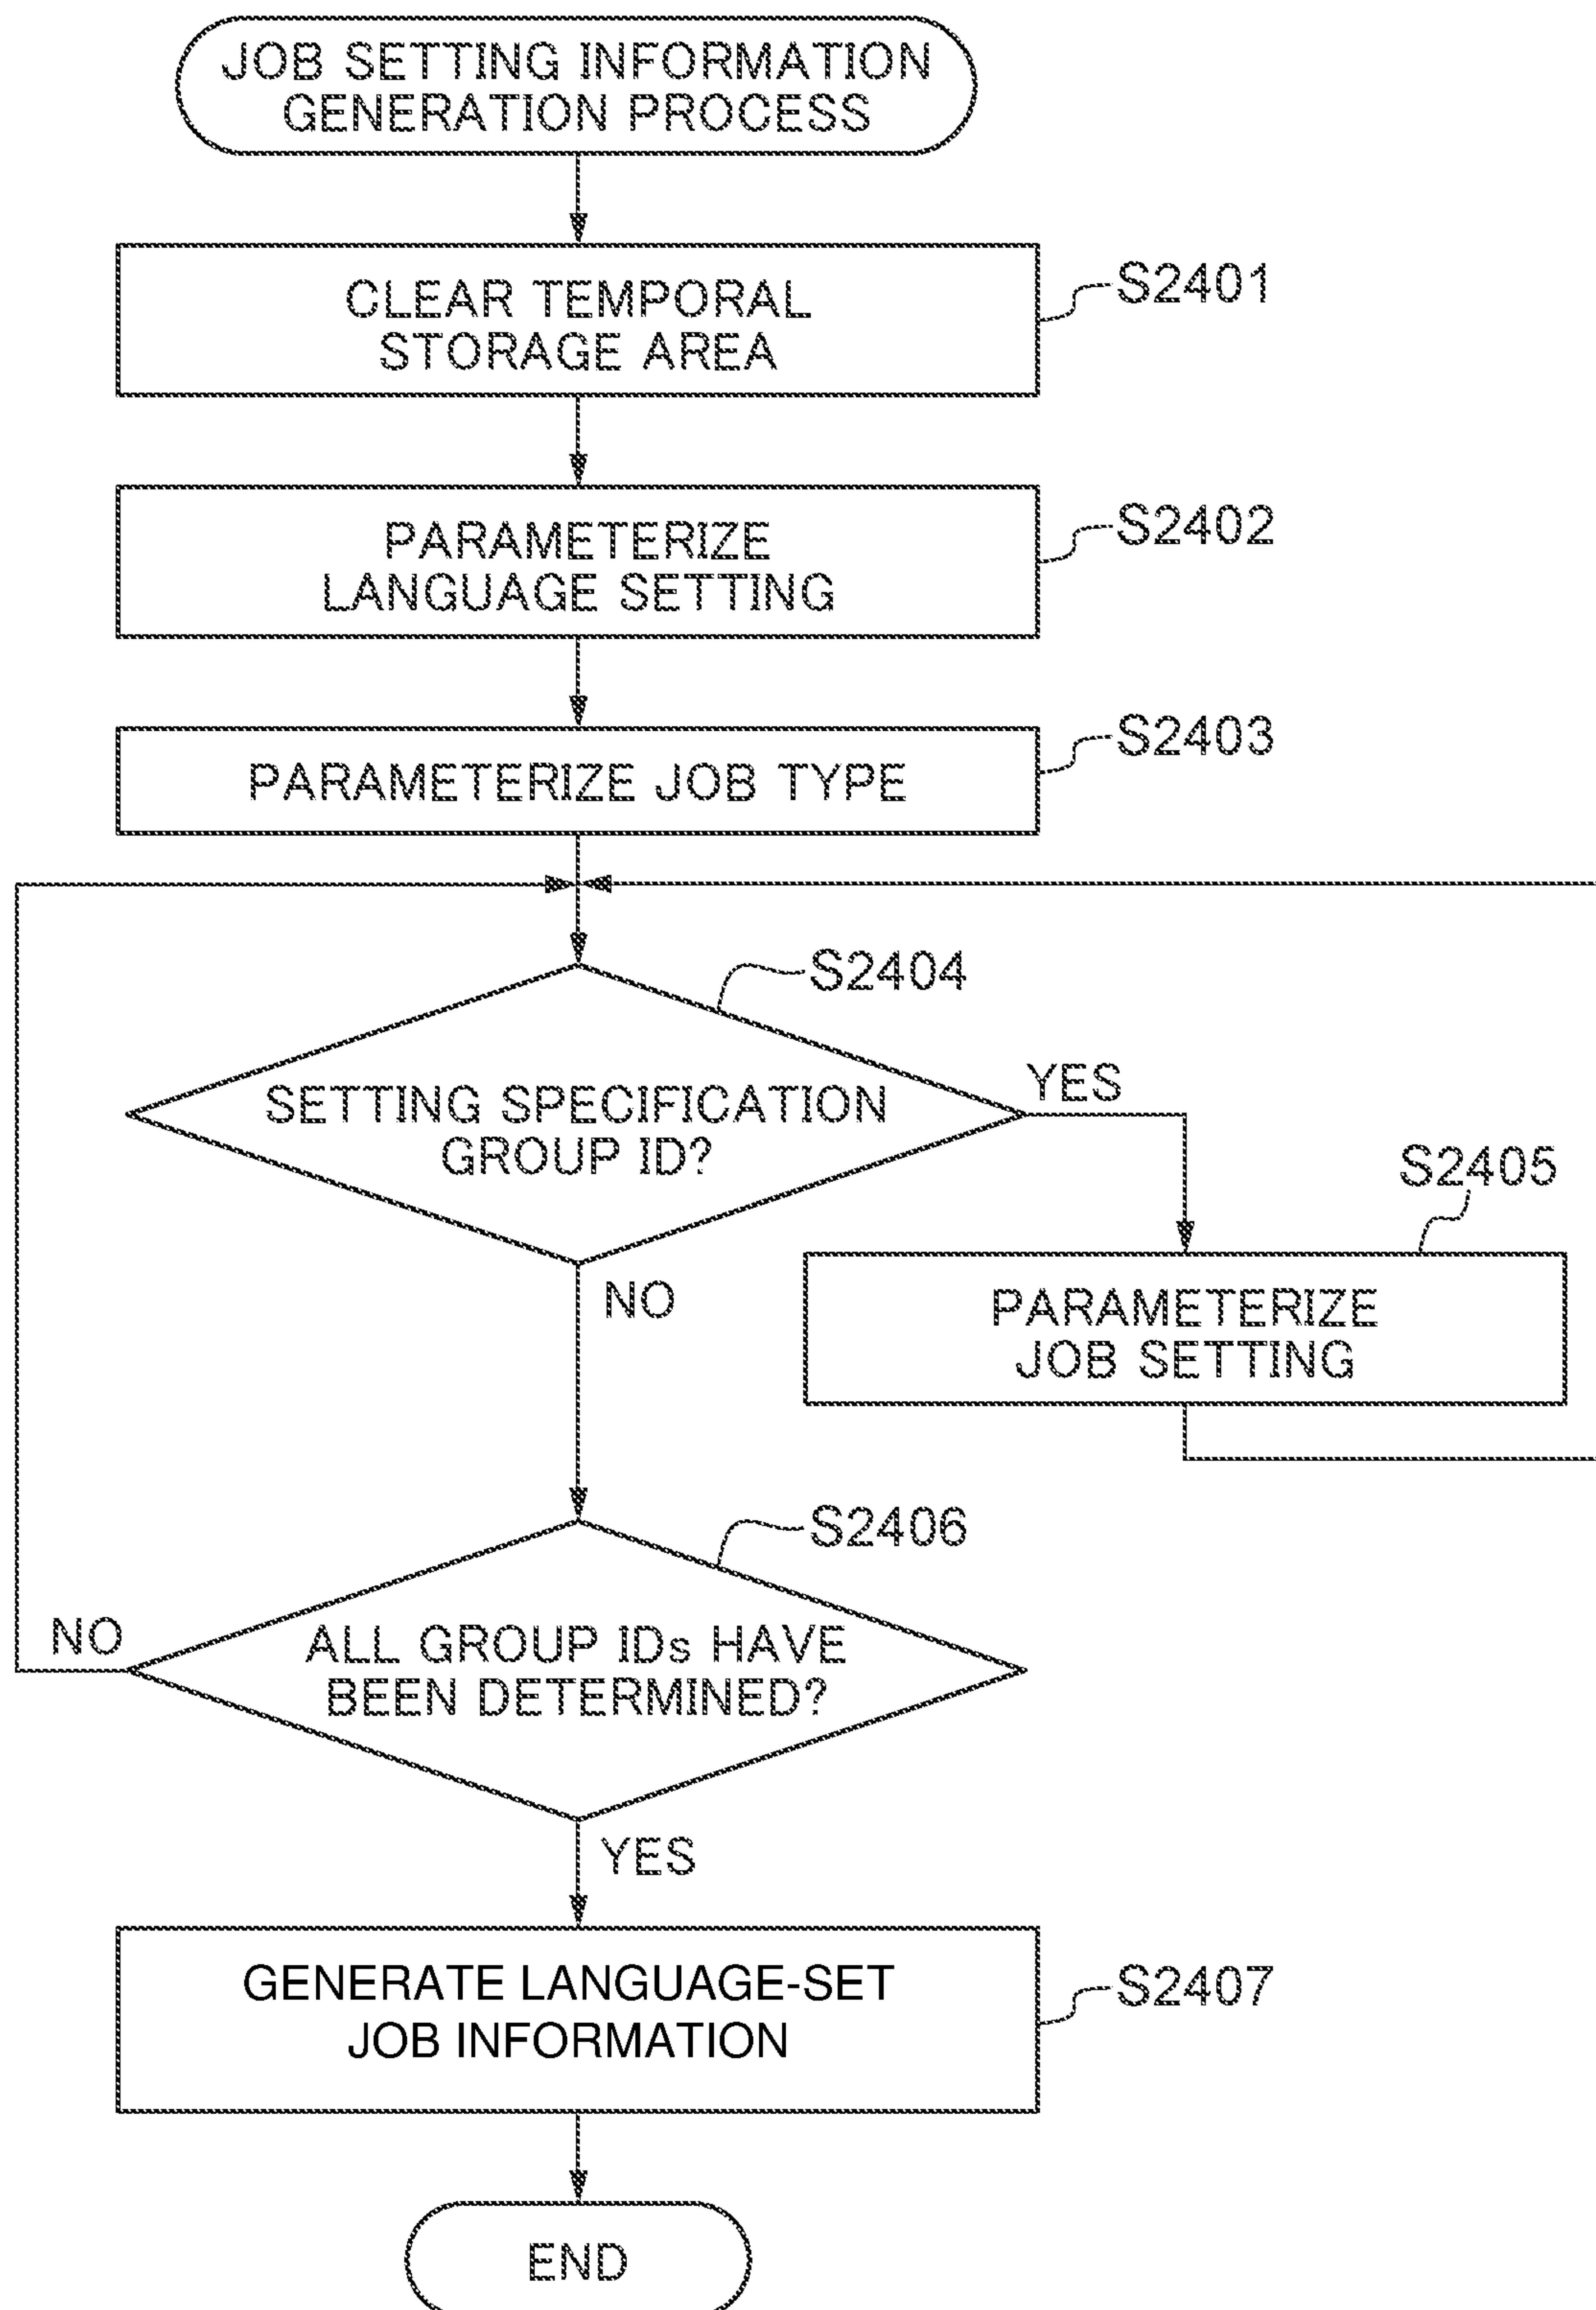 JOB SETTING INFORMATION
GENERATION PROCESS
CLEAR TEMPORAL
STORAGE AREA
S2401
PARAMETERIZE
LANGUAGE SETTING
S2402
PARAMETERIZE JOB TYPE
S2403
S2404
SETTING SPECIFICATION
GROUP ID?
YES
NO
S2405
PARAMETERIZE
JOB SETTING
S2406
ALL GROUP IDs HAVE
BEEN DETERMINED?
NO
YES
GENERATE LANGUAGE-SET
JOB INFORMATION
S2407
END